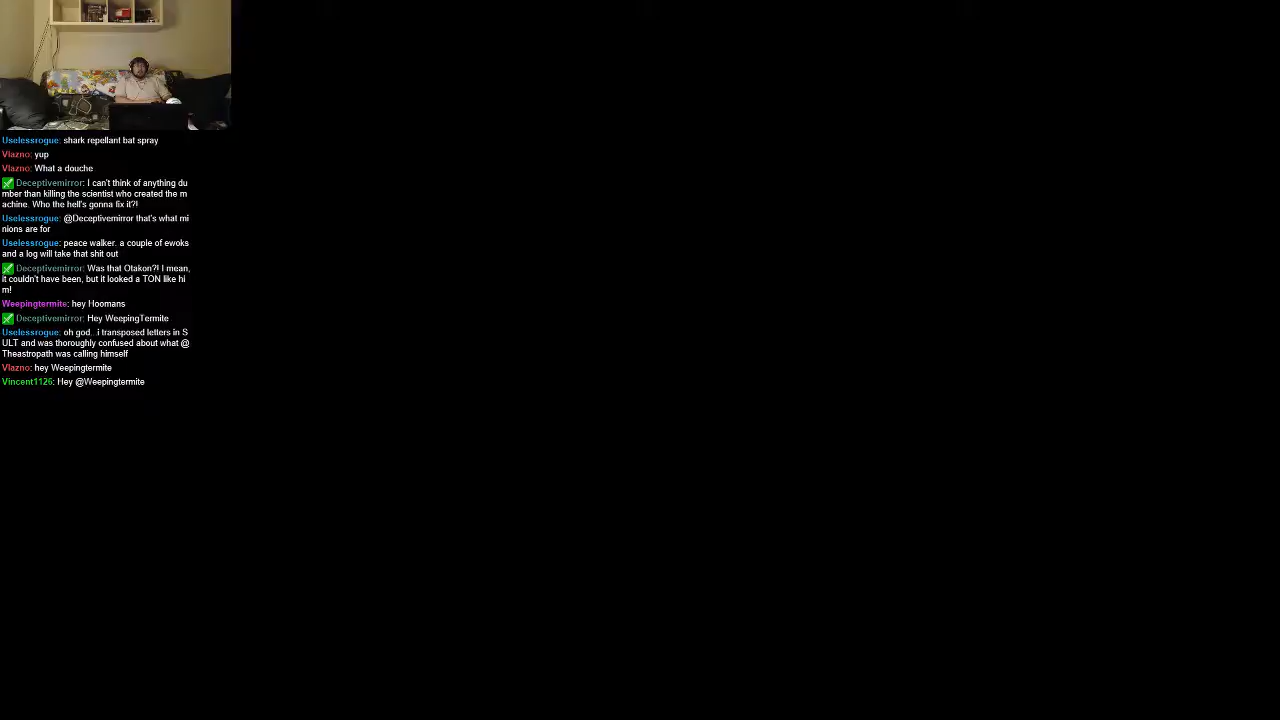 Uselessrogue: shark repellant bat spray
Vlazno: yup
Vlazno: What a douche
Deceptivemirror: I can't think of anything du
mber than killing the scientist who created the m
achine. Who the hell's gonna fix it?!
Uselessrogue: @Deceptivemirror that's what mi
nions are for
Uselessrogue: peace walker. a couple of ewoks
and a log will take that shit out
Deceptivemirror: Was that Otakon?! I mean,
it couldn't have been, but it looked a TON like hi
m!
Weepingtermite: hey Hoomans
Deceptivemirror: Hey WeepingTermite
Uselessrogue: oh god...i transposed letters in S
ULT and was thoroughly confused about what @
Theastropath was calling himself
Vlazno: hey Weepingtermite
Vincent1126: Hey @Weepingtermite